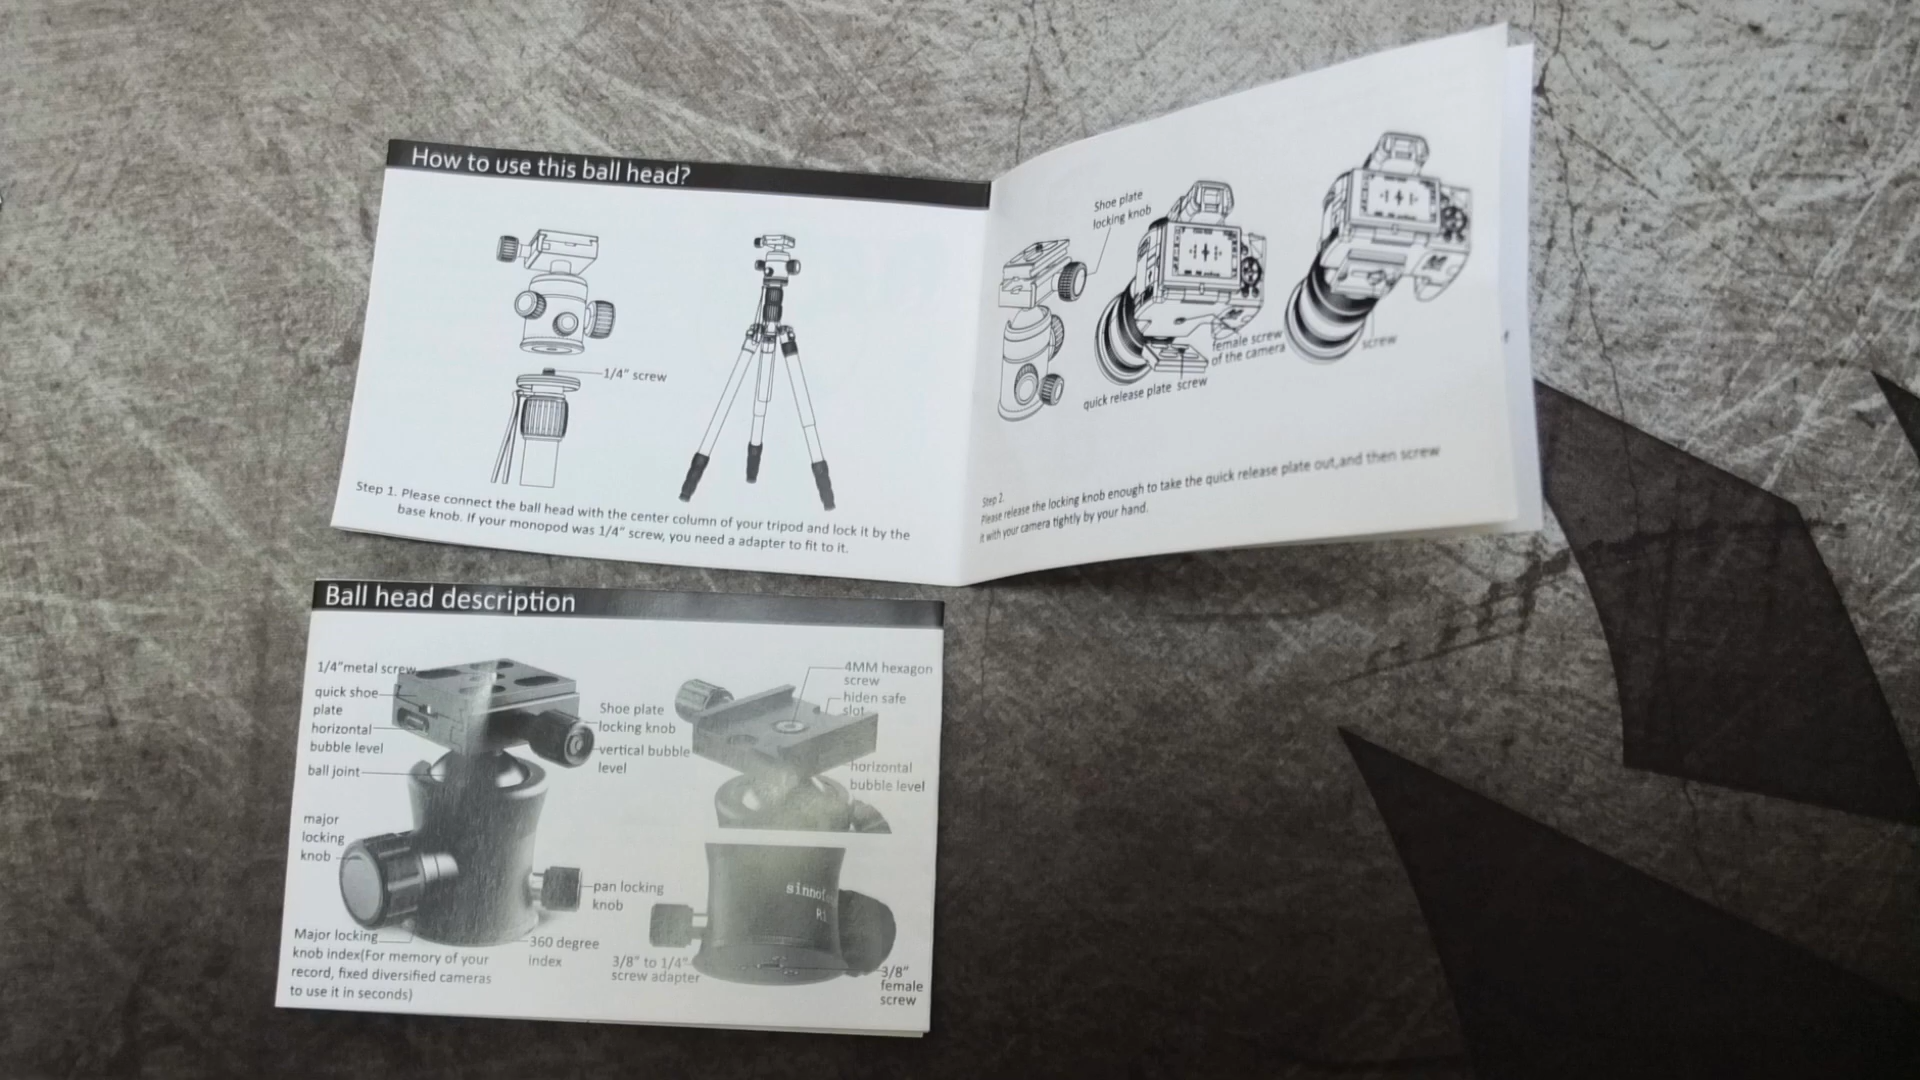 How to use this ball head?
1/4" screw
Step 1. Please connect the ball head with the center column of your tripod and lock it by the
base knob. If your monopod was 1/4" screw, you need a adapter to fit to it.
Shoe plate
locking knob
female screw
of the camera
quick release plate screw
screw
Step 2.
Please release the locking knob enough to take the quick release plate out,and then screw
it with your camera tightly by your hand.
Ball head description
1/4"metal screw
quick shoe
plate
horizontal
bubble level
ball joint
major
locking
knob
Major locking
knob index(For memory of your
record, fixed diversified cameras
to use it in seconds)
Shoe plate
locking knob
vertical bubble
level
pan locking
knob
360 degree
index
4MM hexagon
screw
hiden safe
slot
horizontal
bubble level
3/8" to 1/4"
screw adapter
3/8"
female
screw